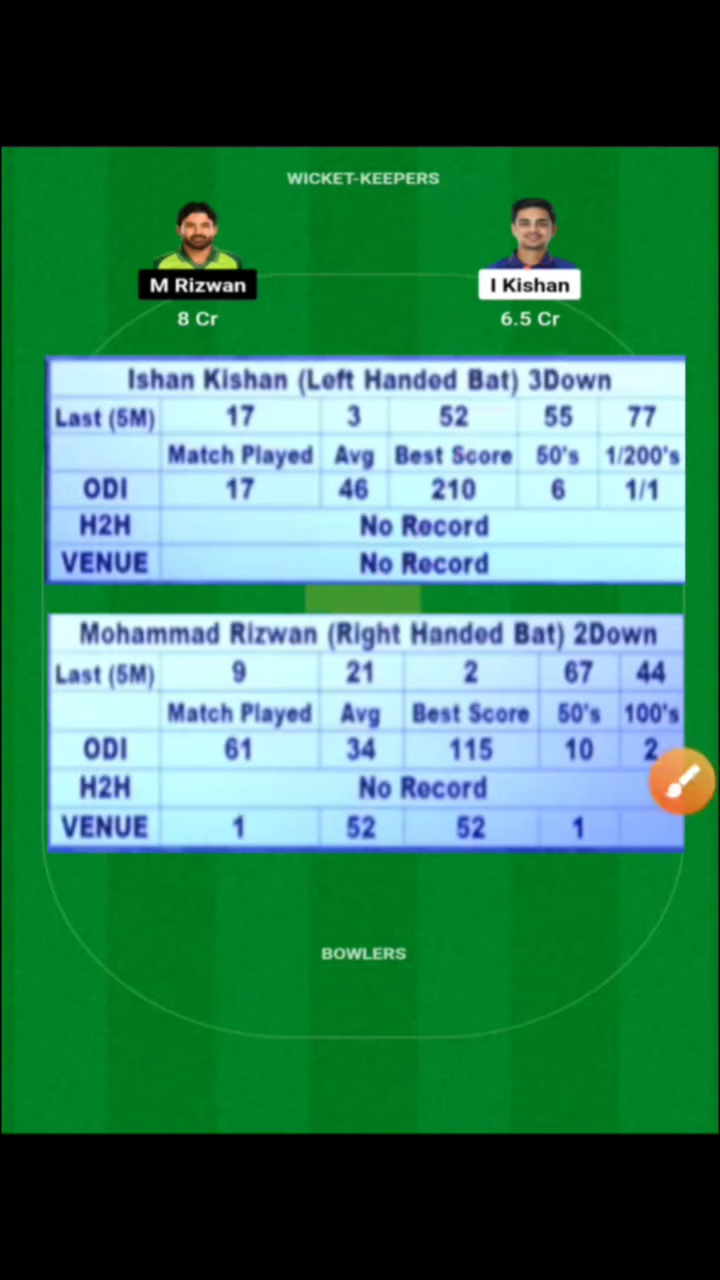 WICKET-KEEPERS
M Rizwan
I Kishan
8 Cr
6.5 Cr
Ishan Kishan (Left Handed Bat) 3Down
Last (5M) 17 3 52 55 77
Match Played Avg Best Score 50's 1/200's
ODI 17 46 210 6 1/1
H2H No Record
VENUE No Record
Mohammad Rizwan (Right Handed Bat) 2Down
Last (5M) 9 21 2 67 44
Match Played Avg Best Score 50's 100's
ODI 61 34 115 10 2
H2H No Record
VENUE 1 52 52 1
BOWLERS